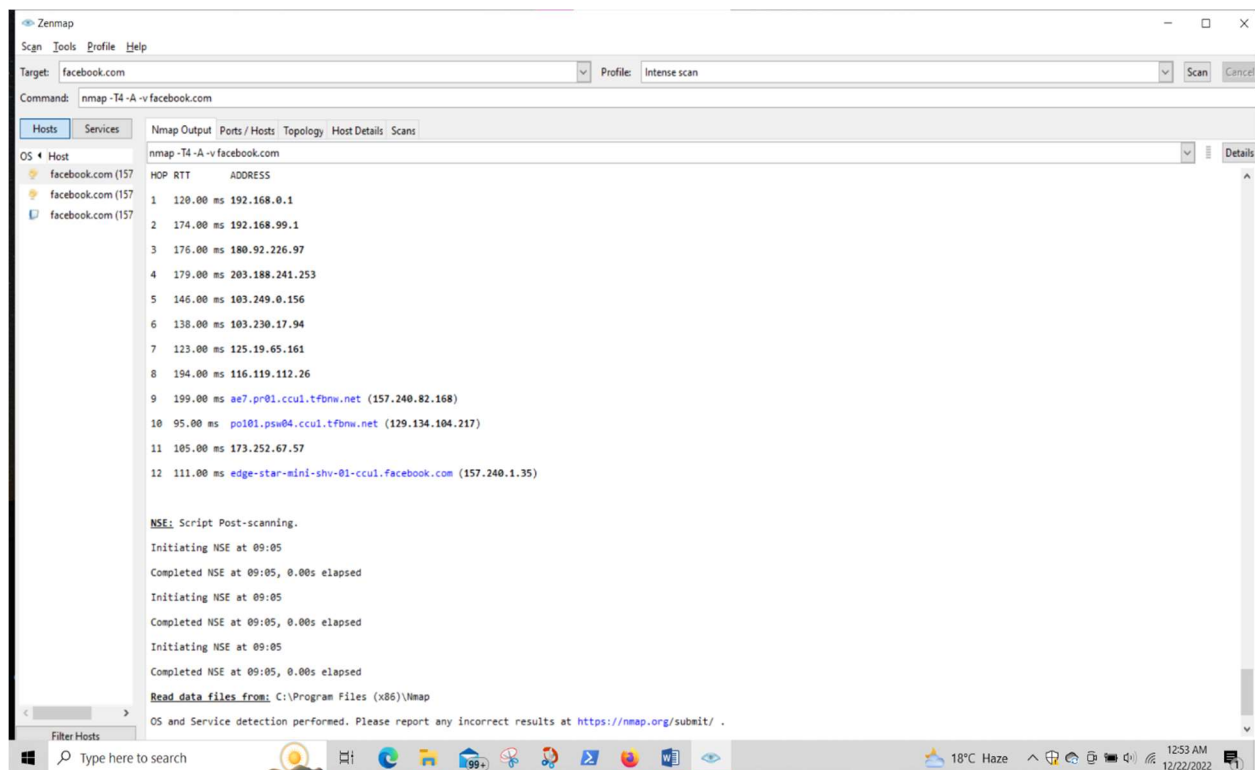 Zenmap
Scan Tools Profile Help
Target: facebook.com Profile: Intense scan Scan Cancel
Command: nmap -T4 -A -v facebook.com
Hosts Services Nmap Output Ports / Hosts Topology Host Details Scans
OS Host nmap -T4 -A -v facebook.com Details
facebook.com (157
facebook.com (157
facebook.com (157
HOP RTT ADDRESS
1 120.00 ms 192.168.0.1
2 174.00 ms 192.168.99.1
3 176.00 ms 180.92.226.97
4 179.00 ms 203.188.241.253
5 146.00 ms 103.249.0.156
6 138.00 ms 103.230.17.94
7 123.00 ms 125.19.65.161
8 194.00 ms 116.119.112.26
9 199.00 ms ae7.pr01.ccu1.tfbnw.net (157.240.82.168)
10 95.00 ms po101.psw04.ccu1.tfbnw.net (129.134.104.217)
11 105.00 ms 173.252.67.57
12 111.00 ms edge-star-mini-shv-01-ccu1.facebook.com (157.240.1.35)
NSE: Script Post-scanning.
Initiating NSE at 09:05
Completed NSE at 09:05, 0.00s elapsed
Initiating NSE at 09:05
Completed NSE at 09:05, 0.00s elapsed
Initiating NSE at 09:05
Completed NSE at 09:05, 0.00s elapsed
Read data files from: C:\Program Files (x86)\Nmap
OS and Service detection performed. Please report any incorrect results at https://nmap.org/submit/ .
Filter Hosts
Type here to search 99+ 18°C Haze 12:53 AM
12/22/2022